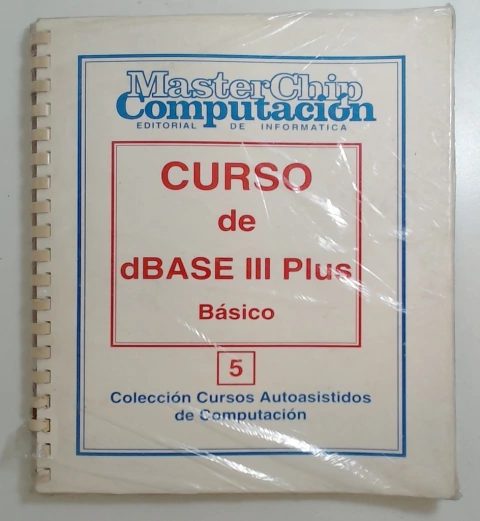 MasterChip
Computación
EDITORIAL DE INFORMATICA
CURSO
de
dBASE III Plus
Básico
5
Colección Cursos Autoasistidos
de Computación